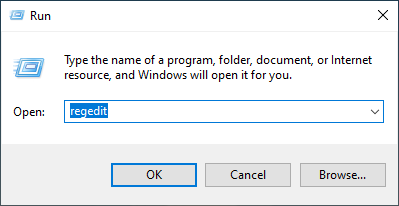 Run
Type the name of a program, folder, document, or Internet
resource, and Windows will open it for you.
Open: regedit
OK Cancel Browse...